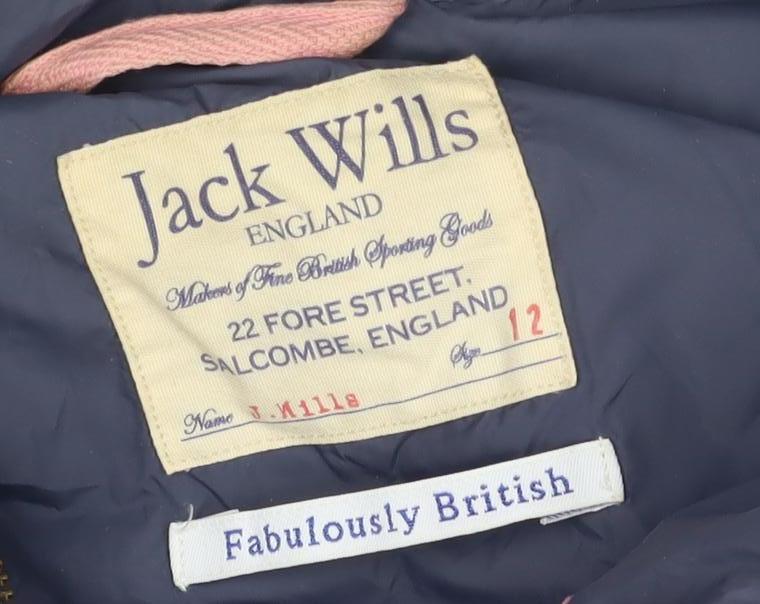 Jack Wills
ENGLAND
Makers of Fine British Sporting Goods
22 FORE STREET,
SALCOMBE, ENGLAND
Size 12
Name J.Wills
Fabulously British